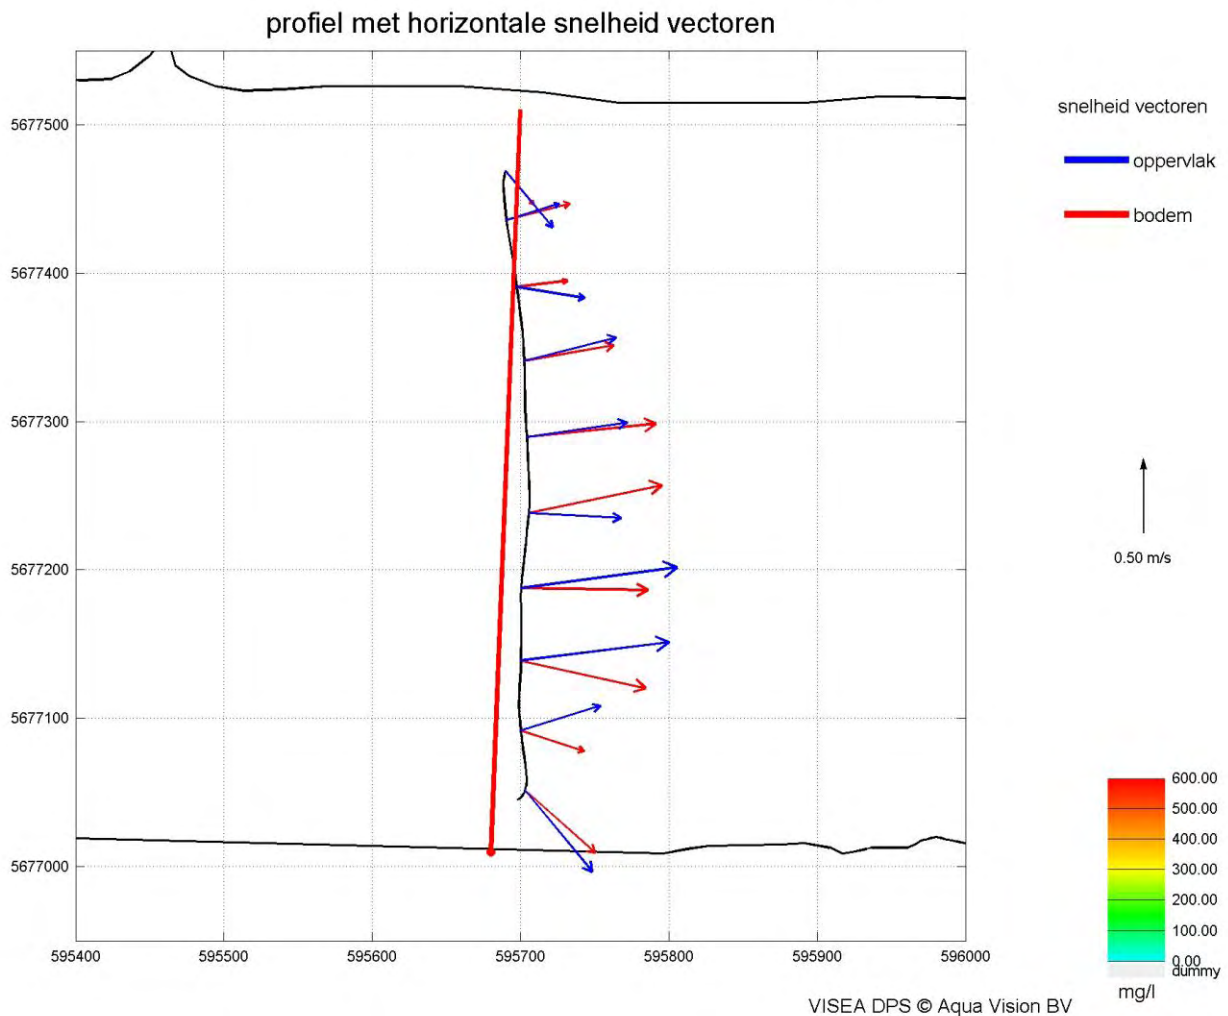 profiel met horizontale snelheid vectoren
snelheid vectoren
oppervlak
bodem
5677500
5677400
5677300
5677200
5677100
5677000
0.50 m/s
600.00
500.00
400.00
300.00
200.00
100.00
0.00
dummy
mg/l
595400 595500 595600 595700 595800 595900 596000
VISEA DPS © Aqua Vision BV